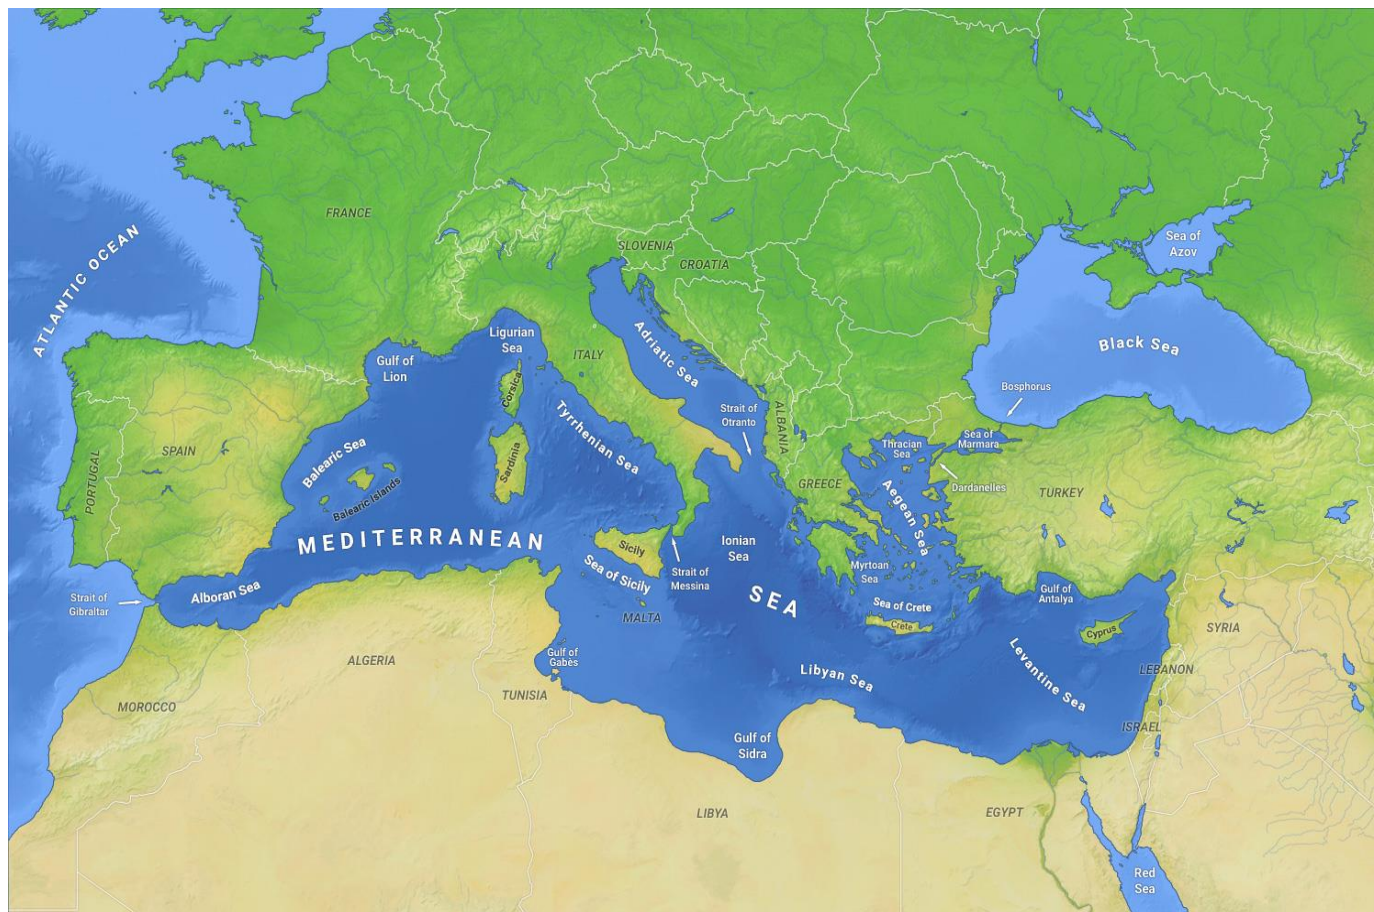 ATLANTIC OCEAN
FRANCE
SLOVENIA
CROATIA
Sea of
Azov
Ligurian
Sea
Adriatic Sea
Black Sea
ITALY
Gulf of
Lion
Corsica
Bosphorus
Strait of
Otranto
ALBANIA
Tyrrhenian Sea
Thracian
Sea
Sea of
Marmara
Balearic Sea
SPAIN
PORTUGAL
Sardinia
Balearic Islands
GREECE
Dardanelles
TURKEY
Aegean Sea
MEDITERRANEAN
SEA
Sicily
Ionian
Sea
Strait of
Messina
Myrtoan
Sea
Sea of Sicily
Alboran Sea
Strait of
Gibraltar
Gulf of
Antalya
Sea of Crete
Crete
MALTA
Cyprus
SYRIA
ALGERIA
Gulf of
Gabès
Libyan Sea
Levantine Sea
LEBANON
TUNISIA
MOROCCO
ISRAEL
Gulf of
Sidra
LIBYA
EGYPT
Red
Sea